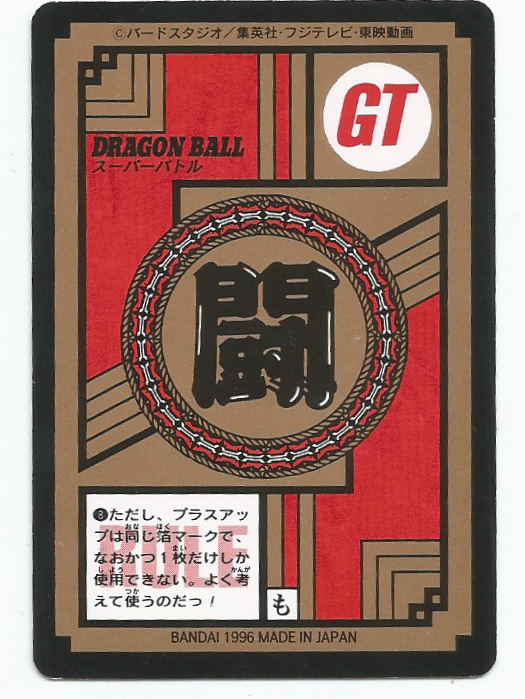 ©バードスタジオ／集英社・フジテレビ・東映動画
GT
DRAGON BALL
スーパーバトル
闘
RULE
❽ただし、プラスアッ
プは同じ箔マークで、
なおかつ1枚だけしか
使用できない。よく考
えて使うのだっ！
も
BANDAI 1996 MADE IN JAPAN